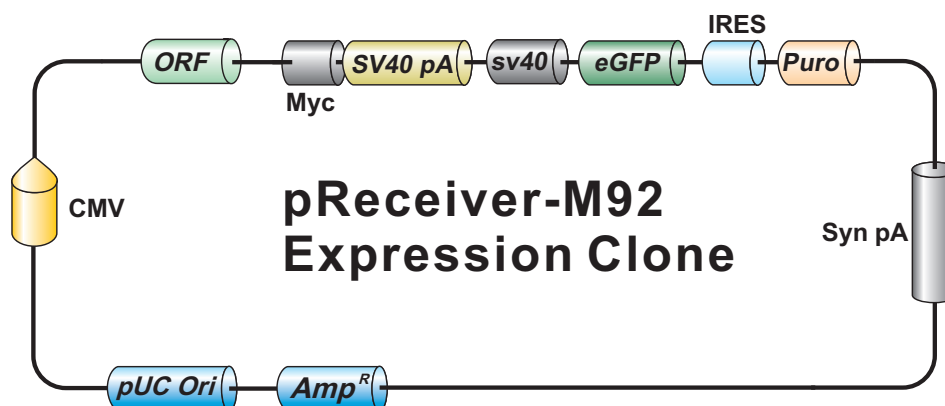 IRES
ORF
SV40 pA
sv40
eGFP
Puro
Myc
CMV
pReceiver-M92
Expression Clone
Syn pA
pUC Ori
Amp R